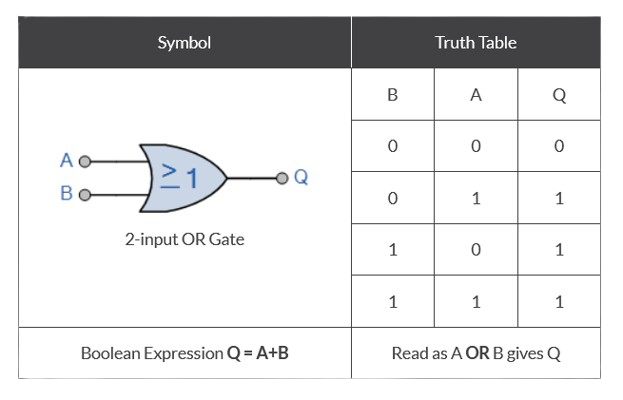 Symbol
Truth Table
B A Q
0 0 0
0 1 1
1 0 1
1 1 1
A
B
≥1
Q
2-input OR Gate
Boolean Expression Q = A+B
Read as A OR B gives Q